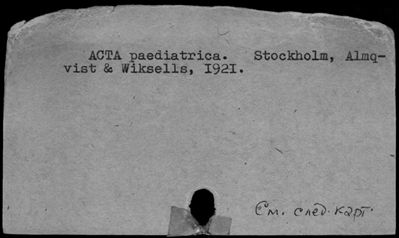 ACTA paediatrica. Stockholm, Almq-
vist & Wiksells, I92I.
См. след. карт.